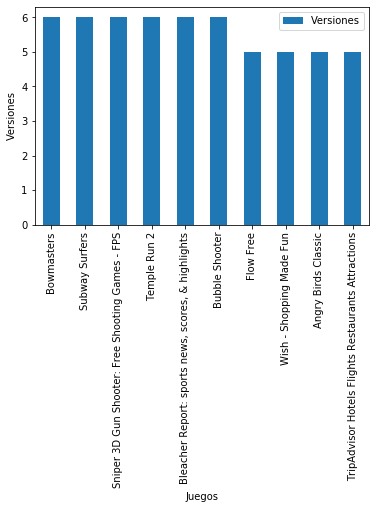 Versiones
Versiones
6
5
4
3
2
1
0
Bowmasters
Subway Surfers
Sniper 3D Gun Shooter: Free Shooting Games - FPS
Temple Run 2
Bleacher Report: sports news, scores, & highlights
Bubble Shooter
Flow Free
Wish - Shopping Made Fun
Angry Birds Classic
TripAdvisor Hotels Flights Restaurants Attractions
Juegos